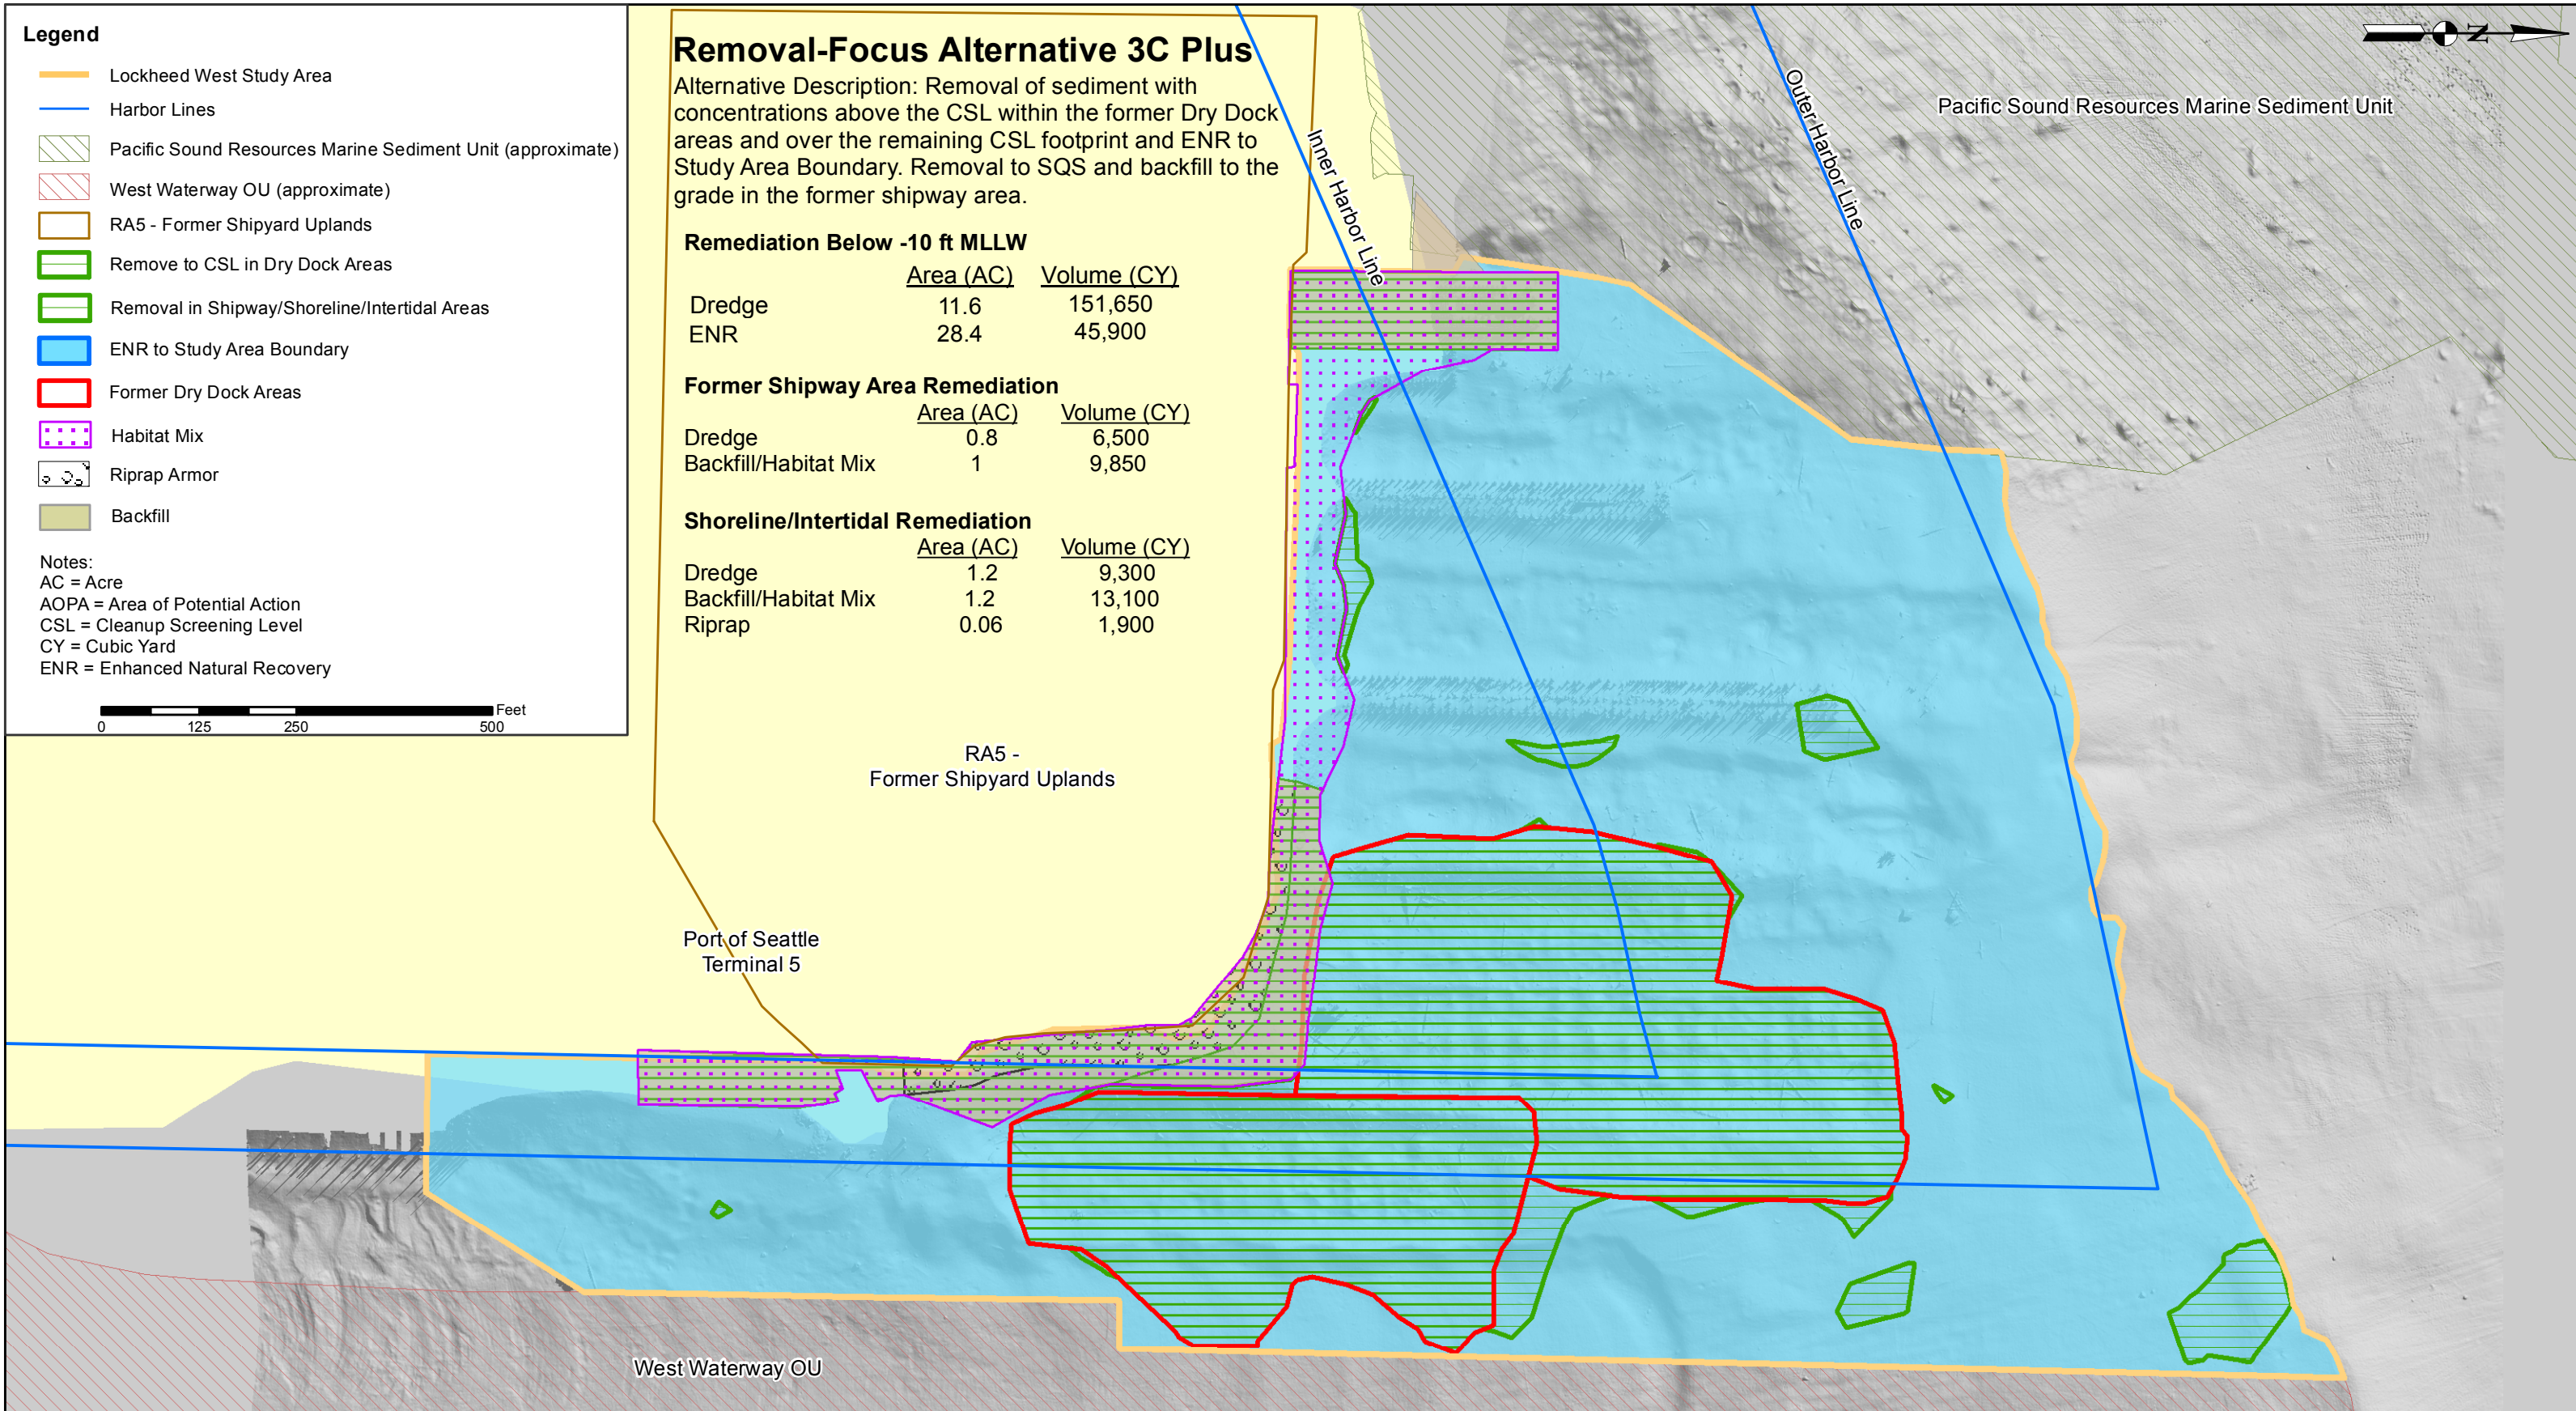 Legend
Lockheed West Study Area
Harbor Lines
Pacific Sound Resources Marine Sediment Unit (approximate)
West Waterway OU (approximate)
RA5 - Former Shipyard Uplands
Remove to CSL in Dry Dock Areas
Removal in Shipway/Shoreline/Intertidal Areas
ENR to Study Area Boundary
Former Dry Dock Areas
Habitat Mix
Riprap Armor
Backfill
Notes:
AC = Acre
AOPA = Area of Potential Action
CSL = Cleanup Screening Level
CY = Cubic Yard
ENR = Enhanced Natural Recovery
Feet
0 125 250 500
Removal-Focus Alternative 3C Plus
Alternative Description: Removal of sediment with
concentrations above the CSL within the former Dry Dock
areas and over the remaining CSL footprint and ENR to
Study Area Boundary. Removal to SQS and backfill to the
grade in the former shipway area.
Remediation Below -10 ft MLLW
Area (AC) Volume (CY)
Dredge 11.6 151,650
ENR 28.4 45,900
Former Shipway Area Remediation
Area (AC) Volume (CY)
Dredge 0.8 6,500
Backfill/Habitat Mix 1 9,850
Shoreline/Intertidal Remediation
Area (AC) Volume (CY)
Dredge 1.2 9,300
Backfill/Habitat Mix 1.2 13,100
Riprap 0.06 1,900
RA5 -
Former Shipyard Uplands
Port of Seattle
Terminal 5
Inner Harbor Line
Outer Harbor Line
Pacific Sound Resources Marine Sediment Unit
N
West Waterway OU